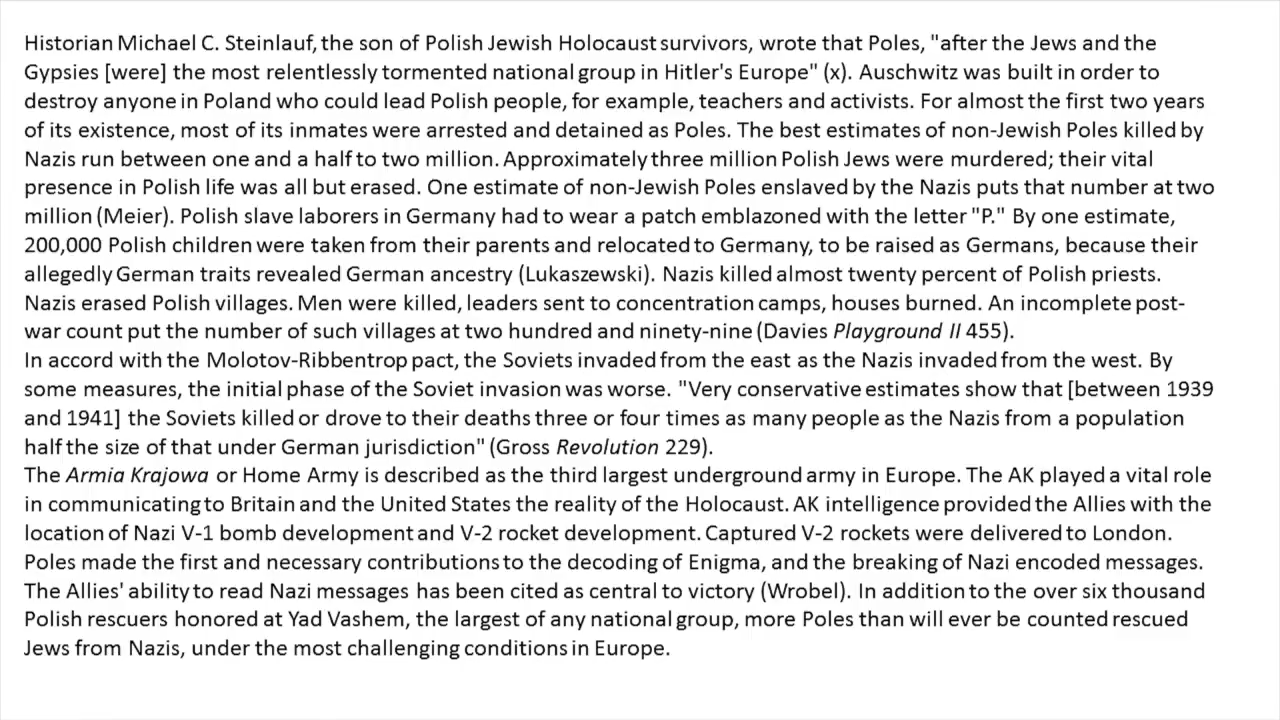 Historian Michael C. Steinlauf, the son of Polish Jewish Holocaust survivors, wrote that Poles, "after the Jews and the
Gypsies [were] the most relentlessly tormented national group in Hitler's Europe" (x). Auschwitz was built in order to
destroy anyone in Poland who could lead Polish people, for example, teachers and activists. For almost the first two years
of its existence, most of its inmates were arrested and detained as Poles. The best estimates of non-Jewish Poles killed by
Nazis run between one and a half to two million. Approximately three million Polish Jews were murdered; their vital
presence in Polish life was all but erased. One estimate of non-Jewish Poles enslaved by the Nazis puts that number at two
million (Meier). Polish slave laborers in Germany had to wear a patch emblazoned with the letter "P." By one estimate,
200,000 Polish children were taken from their parents and relocated to Germany, to be raised as Germans, because their
allegedly German traits revealed German ancestry (Lukaszewski). Nazis killed almost twenty percent of Polish priests.
Nazis erased Polish villages. Men were killed, leaders sent to concentration camps, houses burned. An incomplete post-
war count put the number of such villages at two hundred and ninety-nine (Davies Playground II 455).
In accord with the Molotov-Ribbentrop pact, the Soviets invaded from the east as the Nazis invaded from the west. By
some measures, the initial phase of the Soviet invasion was worse. "Very conservative estimates show that [between 1939
and 1941] the Soviets killed or drove to their deaths three or four times as many people as the Nazis from a population
half the size of that under German jurisdiction" (Gross Revolution 229).
The Armia Krajowa or Home Army is described as the third largest underground army in Europe. The AK played a vital role
in communicating to Britain and the United States the reality of the Holocaust. AK intelligence provided the Allies with the
location of Nazi V-1 bomb development and V-2 rocket development. Captured V-2 rockets were delivered to London.
Poles made the first and necessary contributions to the decoding of Enigma, and the breaking of Nazi encoded messages.
The Allies' ability to read Nazi messages has been cited as central to victory (Wrobel). In addition to the over six thousand
Polish rescuers honored at Yad Vashem, the largest of any national group, more Poles than will ever be counted rescued
Jews from Nazis, under the most challenging conditions in Europe.